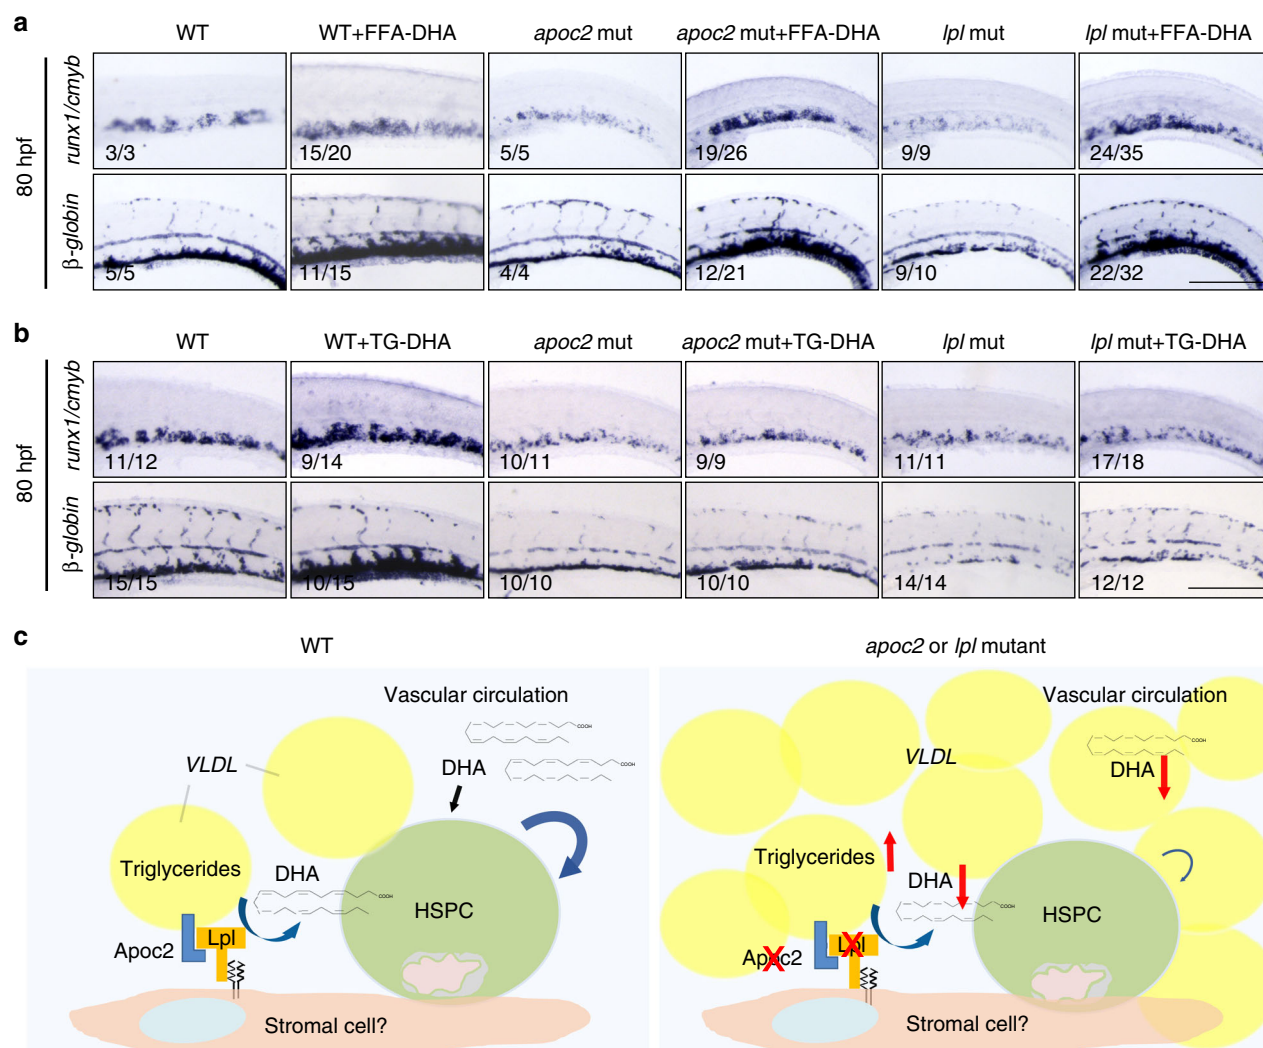 a
WT
WT+FFA-DHA
apoc2 mut
apoc2 mut+FFA-DHA
lpl mut
lpl mut+FFA-DHA
80 hpf
runx1/cmyb
3/3
15/20
5/5
19/26
9/9
24/35
β-globin
5/5
11/15
4/4
12/21
9/10
22/32
b
WT
WT+TG-DHA
apoc2 mut
apoc2 mut+TG-DHA
lpl mut
lpl mut+TG-DHA
80 hpf
runx1/cmyb
11/12
9/14
10/11
9/9
11/11
17/18
β-globin
15/15
10/15
10/10
10/10
14/14
12/12
c
WT
Vascular circulation
COOH
VLDL
DHA
COOH
Triglycerides
DHA
COOH
HSPC
Lpl
Apoc2
Stromal cell?
apoc2 or lpl mutant
Vascular circulation
COOH
VLDL
DHA
Triglycerides
DHA
COOH
HSPC
Lpl
Apoc2
Stromal cell?